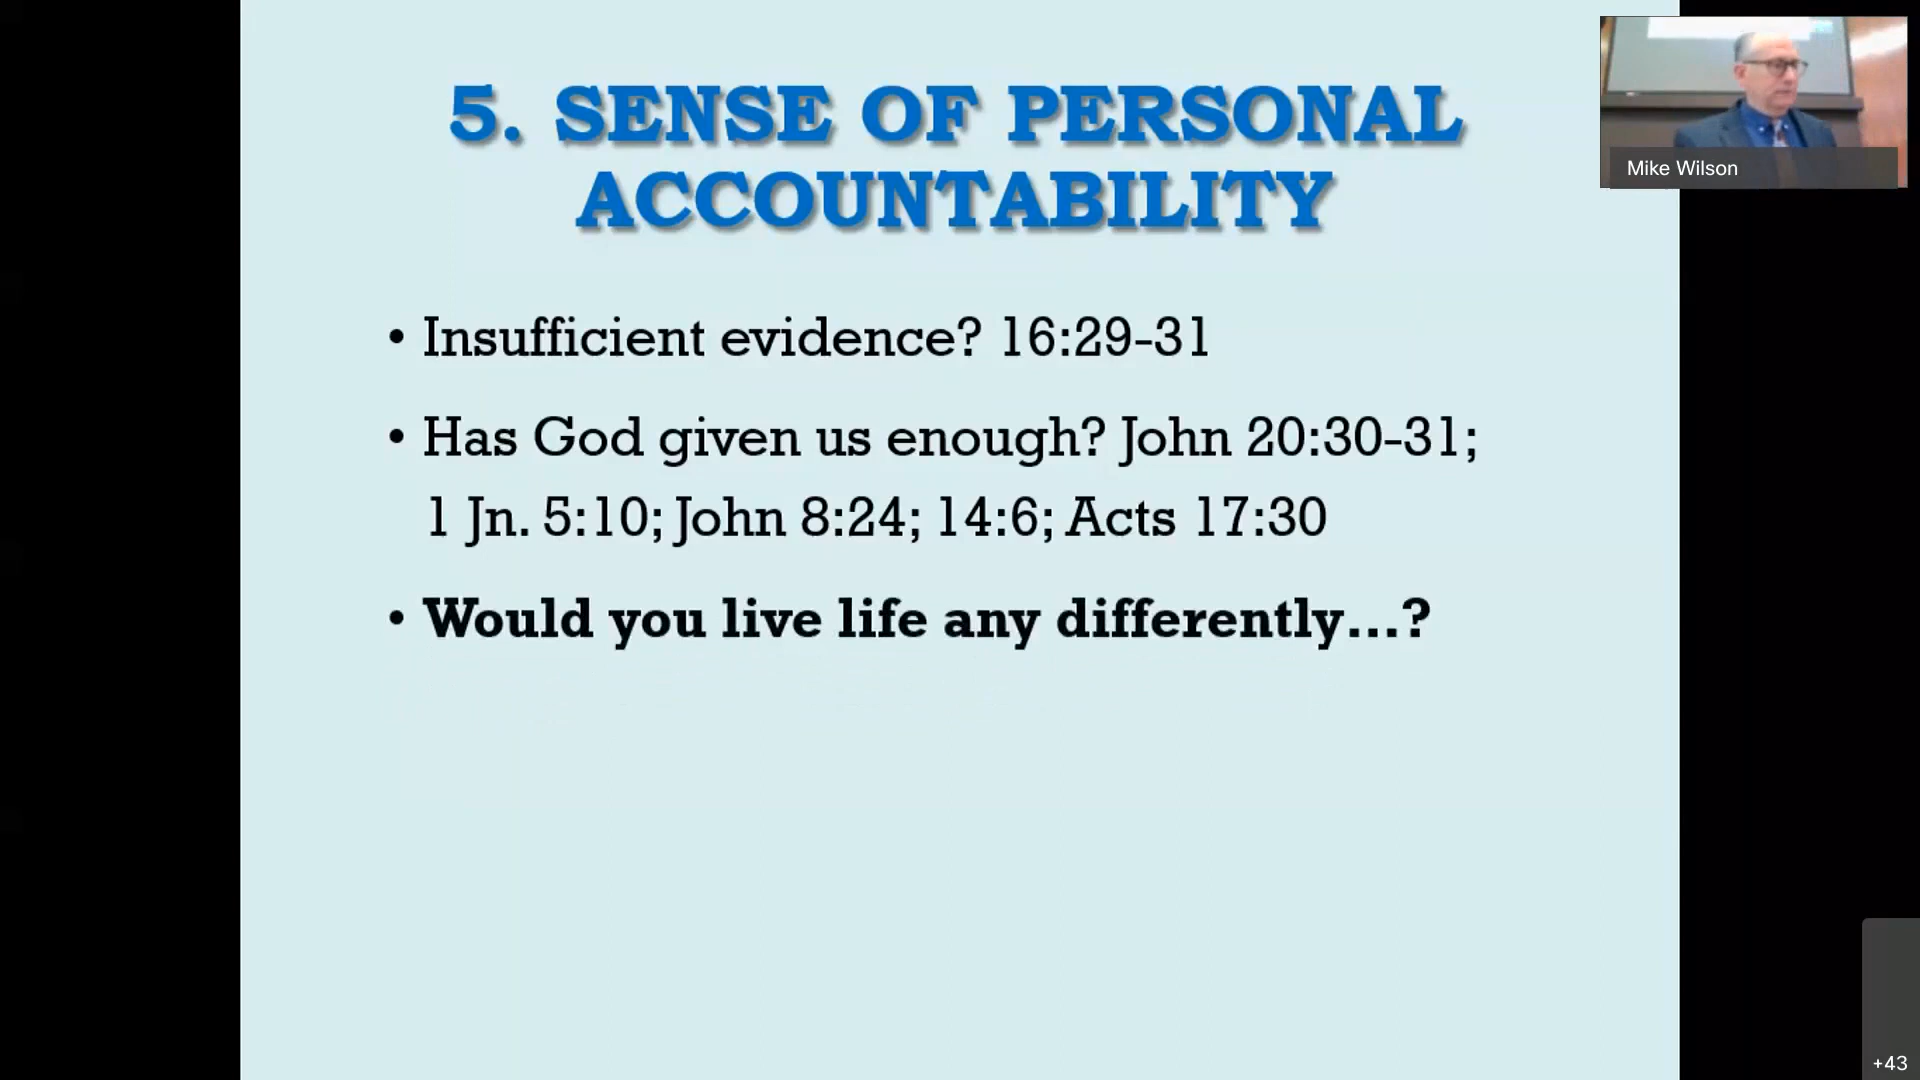 5. SENSE OF PERSONAL
ACCOUNTABILITY
• Insufficient evidence? 16:29-31
• Has God given us enough? John 20:30-31;
1 Jn. 5:10; John 8:24; 14:6; Acts 17:30
• Would you live life any differently...?
Mike Wilson
+43